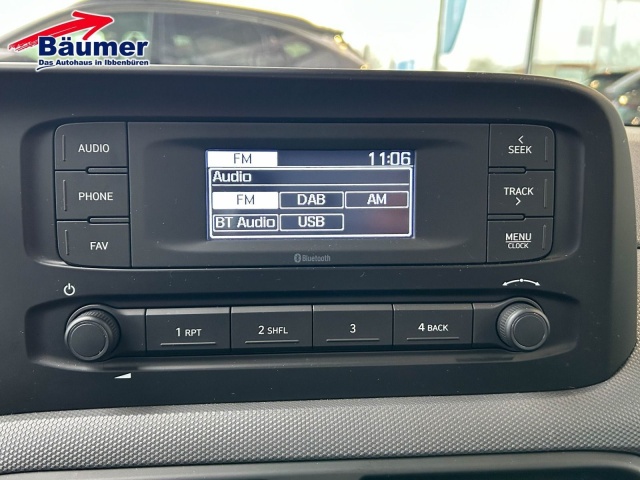 Bäumer
Das Autohaus in Ibbenbüren
AUDIO
PHONE
FAV
FM 11:06
Audio
FM DAB AM
BT Audio USB
< SEEK
TRACK >
MENU
CLOCK
Bluetooth
1 RPT
2 SHFL
3
4 BACK